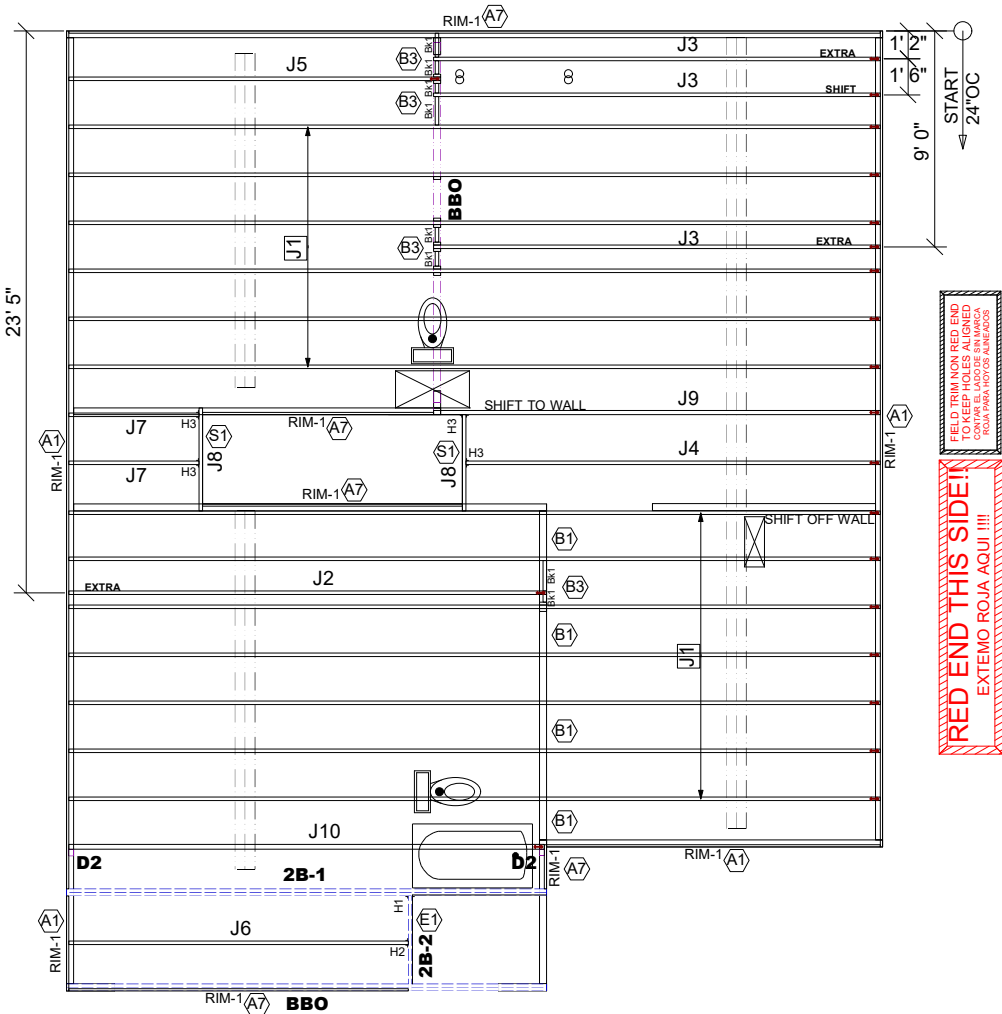 RIM-1 A7
J3
EXTRA
1' 2"
B3
Bk1
J5
Bk1
J3
SHIFT
1' 6"
B3
Bk1
Bk1
START
24"OC
9' 0"
BBO
J1
Bk1
B3
Bk1
J3
EXTRA
23' 5"
FIELD TRIM NON RED END
TO KEEP HOLES ALIGNED
CONTAR EL LADO DE SIN MARCA
ROJA PARA HOYOS ALINEADOS
SHIFT TO WALL
J9
A1
RIM-1
J7
H3
S1
J8
RIM-1 A7
H3
S1
J8
H3
J4
A1
RIM-1
J7
H3
RIM-1 A7
RED END THIS SIDE!!
EXTEMO ROJA AQUI !!!!
SHIFT OFF WALL
B1
EXTRA
J2
Bk1
Bk1
B3
B1
J1
B1
J10
B1
D2
D2
RIM-1
A7
RIM-1 A1
2B-1
A1
RIM-1
J6
H1
H2
E1
2B-2
RIM-1 A7
BBO